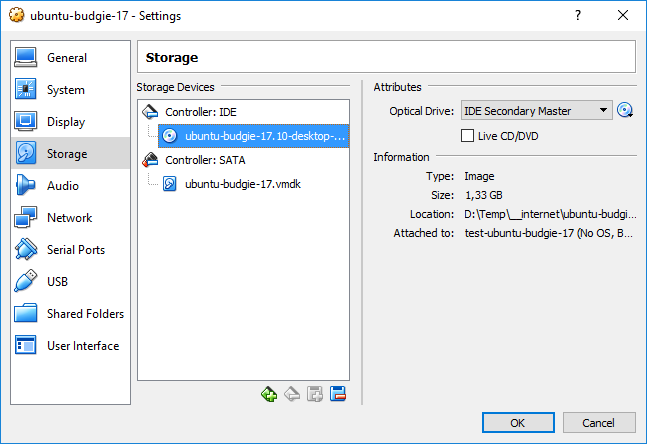 ubuntu-budgie-17 - Settings
?
General
System
Display
Storage
Audio
Network
Serial Ports
USB
Shared Folders
User Interface
Storage
Storage Devices
Controller: IDE
ubuntu-budgie-17.10-desktop-...
Controller: SATA
ubuntu-budgie-17.vmdk
Attributes
Optical Drive: IDE Secondary Master
Live CD/DVD
Information
Type: Image
Size: 1,33 GB
Location: D:\Temp\__internet\ubuntu-budgi...
Attached to: test-ubuntu-budgie-17 (No OS, B...
OK
Cancel